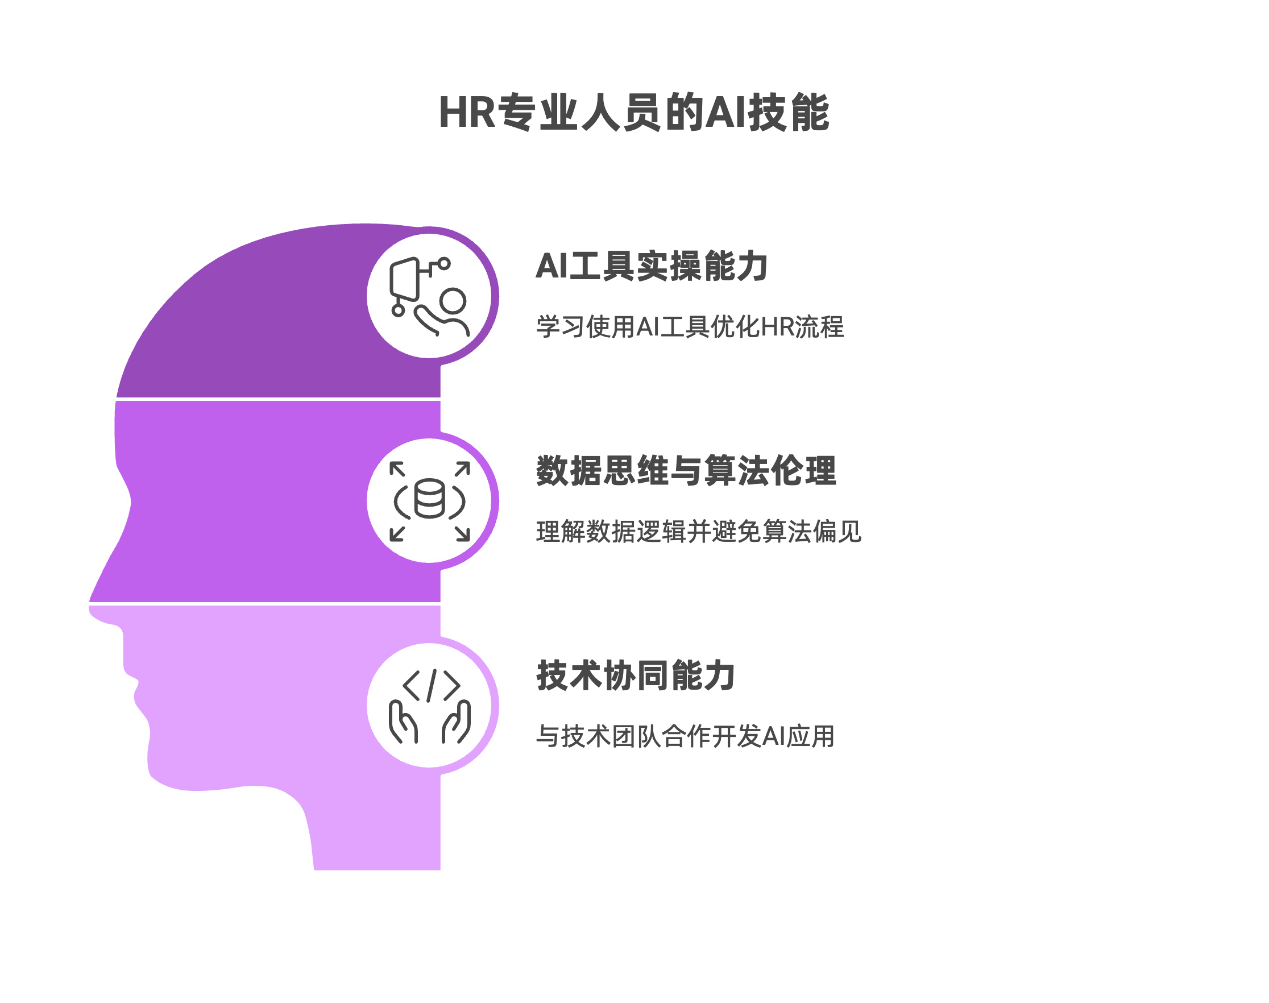 HR专业人员的AI技能
AI工具实操能力
学习使用AI工具优化HR流程
数据思维与算法伦理
理解数据逻辑并避免算法偏见
技术协同能力
与技术团队合作开发AI应用